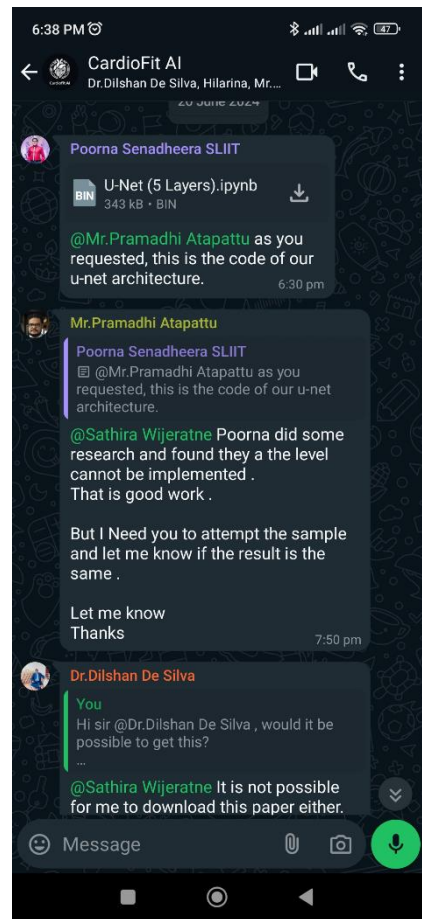 6:38 PM
47
CardioFit AI
Dr.Dilshan De Silva, Hilarina, Mr....
20 June 2024
Poorna Senadheera SLIIT
U-Net (5 Layers).ipynb
BIN
343 kB • BIN
@Mr.Pramadhi Atapattu as you
requested, this is the code of our
u-net architecture.
6:30 pm
Mr.Pramadhi Atapattu
Poorna Senadheera SLIIT
@Mr.Pramadhi Atapattu as you
requested, this is the code of our u-net
architecture.
@Sathira Wijeratne Poorna did some
research and found they a the level
cannot be implemented .
That is good work .
But I Need you to attempt the sample
and let me know if the result is the
same .
Let me know
Thanks
7:50 pm
Dr.Dilshan De Silva
You
Hi sir @Dr.Dilshan De Silva , would it be
possible to get this?
...
@Sathira Wijeratne It is not possible
for me to download this paper either.
Message